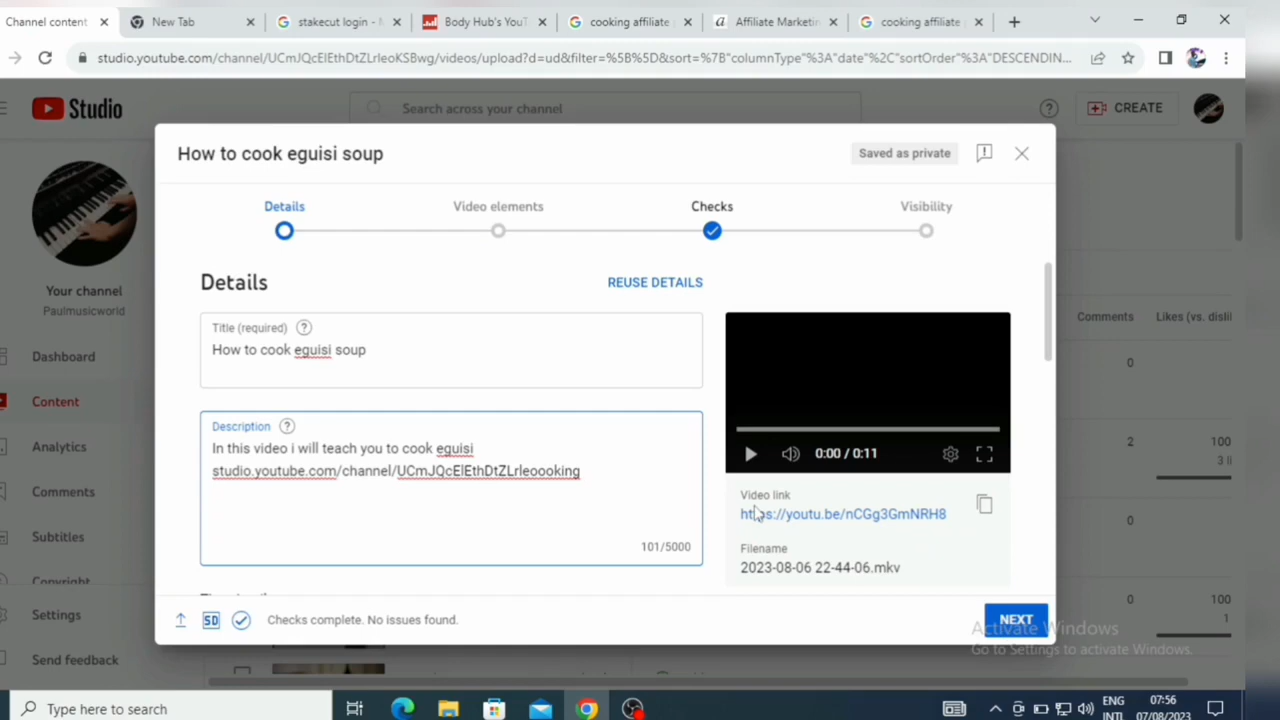 Channel content
New Tab
stakecut login -
Body Hub's YouT
cooking affiliate
Affiliate Marketin
cooking affiliate
studio.youtube.com/channel/UCmJQcElEthDtZLrleoKSBwg/videos/upload?d=ud&filter=%5B%5D&sort=%7B"columnType"%3A"date"%2C"sortOrder"%3A"DESCENDIN...
Studio
Search across your channel
CREATE
How to cook eguisi soup
Saved as private
Details
Video elements
Checks
Visibility
Details
REUSE DETAILS
Title (required)
How to cook eguisi soup
Description
In this video i will teach you to cook eguisi
studio.youtube.com/channel/UCmJQcElEthDtZLrleoooking
101/5000
0:00 / 0:11
Video link
https://youtu.be/nCGg3GmNRH8
Filename
2023-08-06 22-44-06.mkv
SD
Checks complete. No issues found.
NEXT
Your channel
Paulmusicworld
Dashboard
Content
Analytics
Comments
Subtitles
Copyright
Settings
Send feedback
Comments
Likes (vs. dislil
0
2
100
3 li
0
0
100
1
Activate Windows
Go to Settings to activate Windows.
Type here to search
ENG
INTL
07:56
07/08/2023